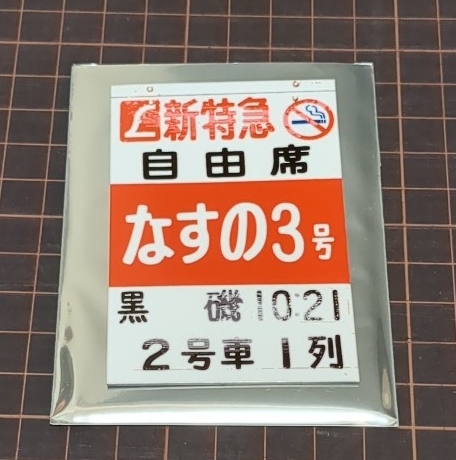 新特急
自由席
なすの3号
黒磯 10:21
2号車 1列